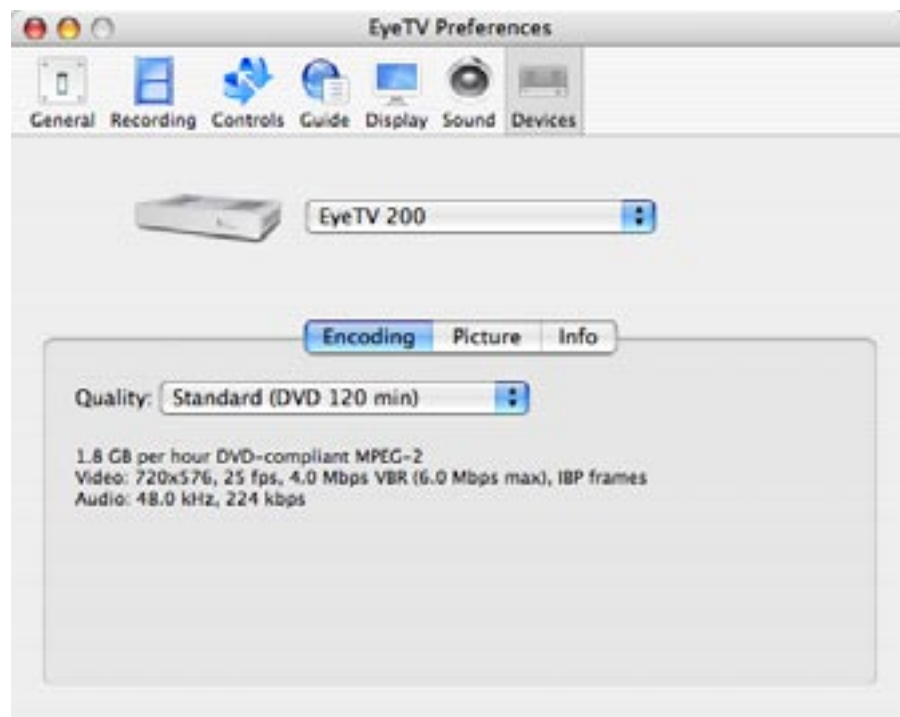 EyeTV Preferences
General Recording Controls Guide Display Sound Devices
EyeTV 200
Encoding Picture Info
Quality: Standard (DVD 120 min)
1.8 GB per hour DVD-compliant MPEG-2
Video: 720x576, 25 fps, 4.0 Mbps VBR (6.0 Mbps max), IBP frames
Audio: 48.0 kHz, 224 kbps